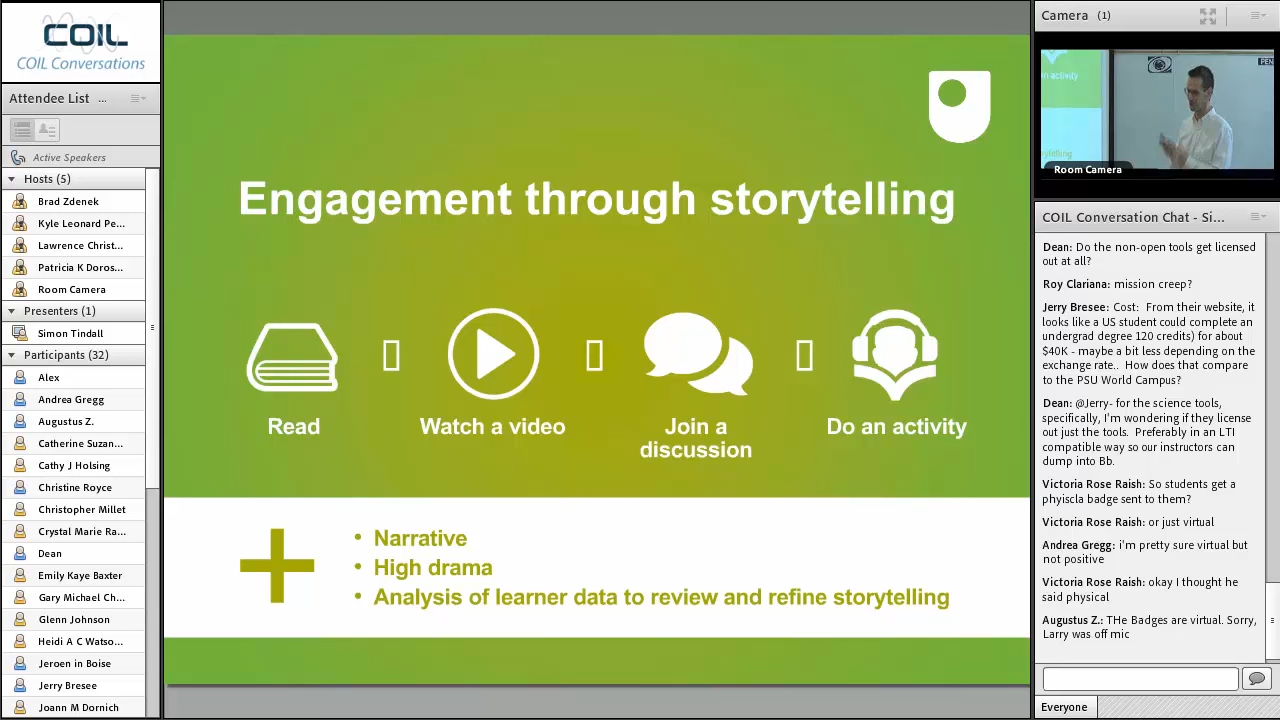 COIL
COIL Conversations
Attendee List ...
Active Speakers
Hosts (5)
Brad Zdenek
Kyle Leonard Pe...
Lawrence Christ...
Patricia K Doros...
Room Camera
Presenters (1)
Simon Tindall
Participants (32)
Alex
Andrea Gregg
Augustus Z.
Catherine Suzan...
Cathy J Holsing
Christine Royce
Christopher Millet
Crystal Marie Ra...
Dean
Emily Kaye Baxter
Gary Michael Ch...
Glenn Johnson
Heidi A C Watso...
Jeroen in Boise
Jerry Bresee
Joann M Dornich
Engagement through storytelling
Read
Watch a video
Join a
discussion
Do an activity
• Narrative
• High drama
• Analysis of learner data to review and refine storytelling
Camera (1)
an activity
PEN
storytelling
Room Camera
COIL Conversation Chat - Si...
Dean: Do the non-open tools get licensed
out at all?
Roy Clariana: mission creep?
Jerry Bresee: Cost: From their website, it
looks like a US student could complete an
undergrad degree 120 credits) for about
$40K - maybe a bit less depending on the
exchange rate.. How does that compare
to the PSU World Campus?
Dean: @Jerry- for the science tools,
specifically, I'm wondering if they license
out just the tools. Preferably in an LTI
compatible way so our instructors can
dump into Bb.
Victoria Rose Raish: So students get a
phyiscla badge sent to them?
Victoria Rose Raish: or just virtual
Andrea Gregg: i'm pretty sure virtual but
not positive
Victoria Rose Raish: okay I thought he
said physical
Augustus Z.: THe Badges are virtual. Sorry,
Larry was off mic
Everyone